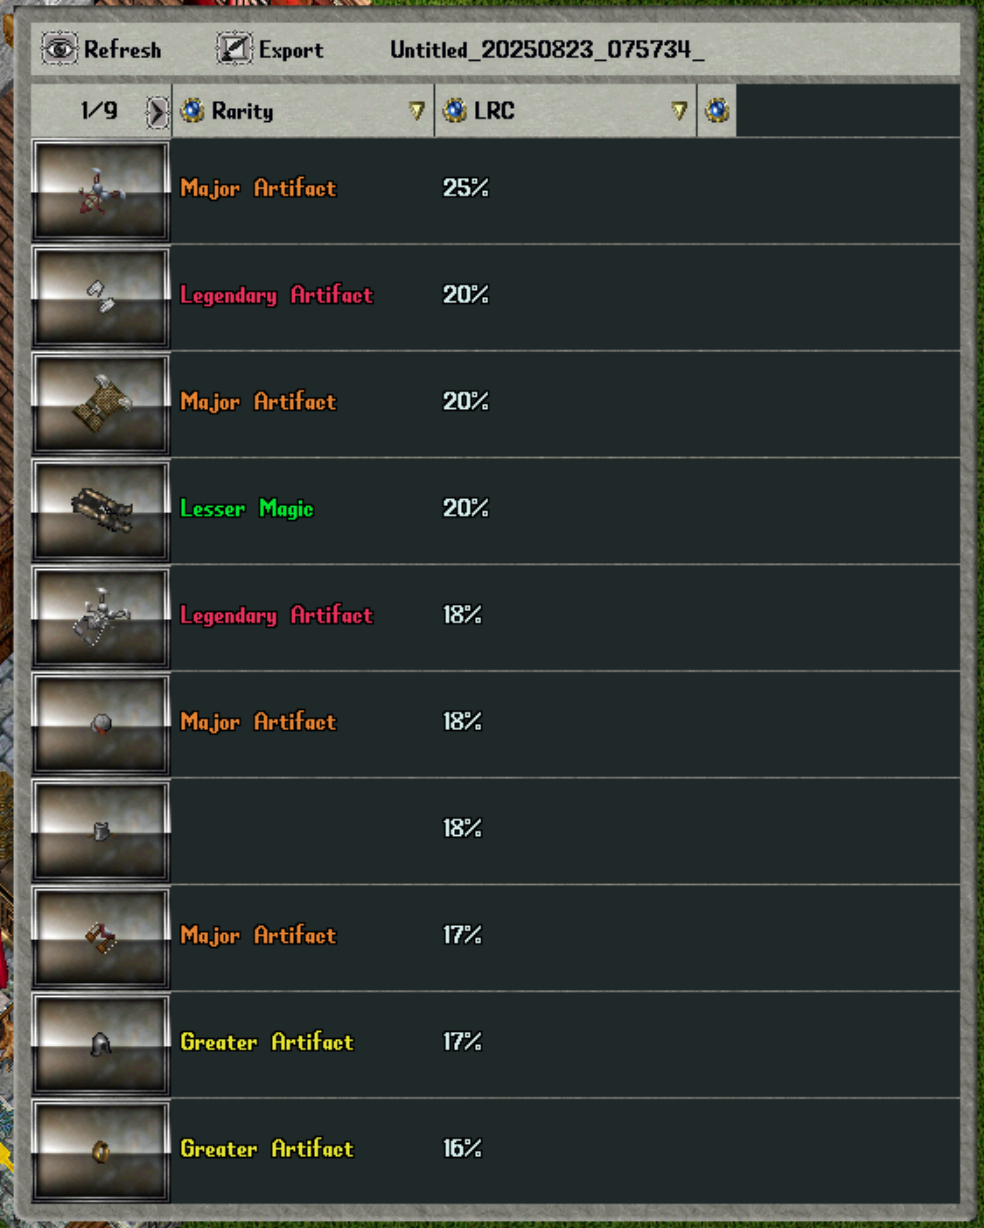 Refresh Export Untitled_20250823_075734_
1/9 Rarity LRC
Major Artifact 25%
Legendary Artifact 20%
Major Artifact 20%
Lesser Magic 20%
Legendary Artifact 18%
Major Artifact 18%
18%
Major Artifact 17%
Greater Artifact 17%
Greater Artifact 16%